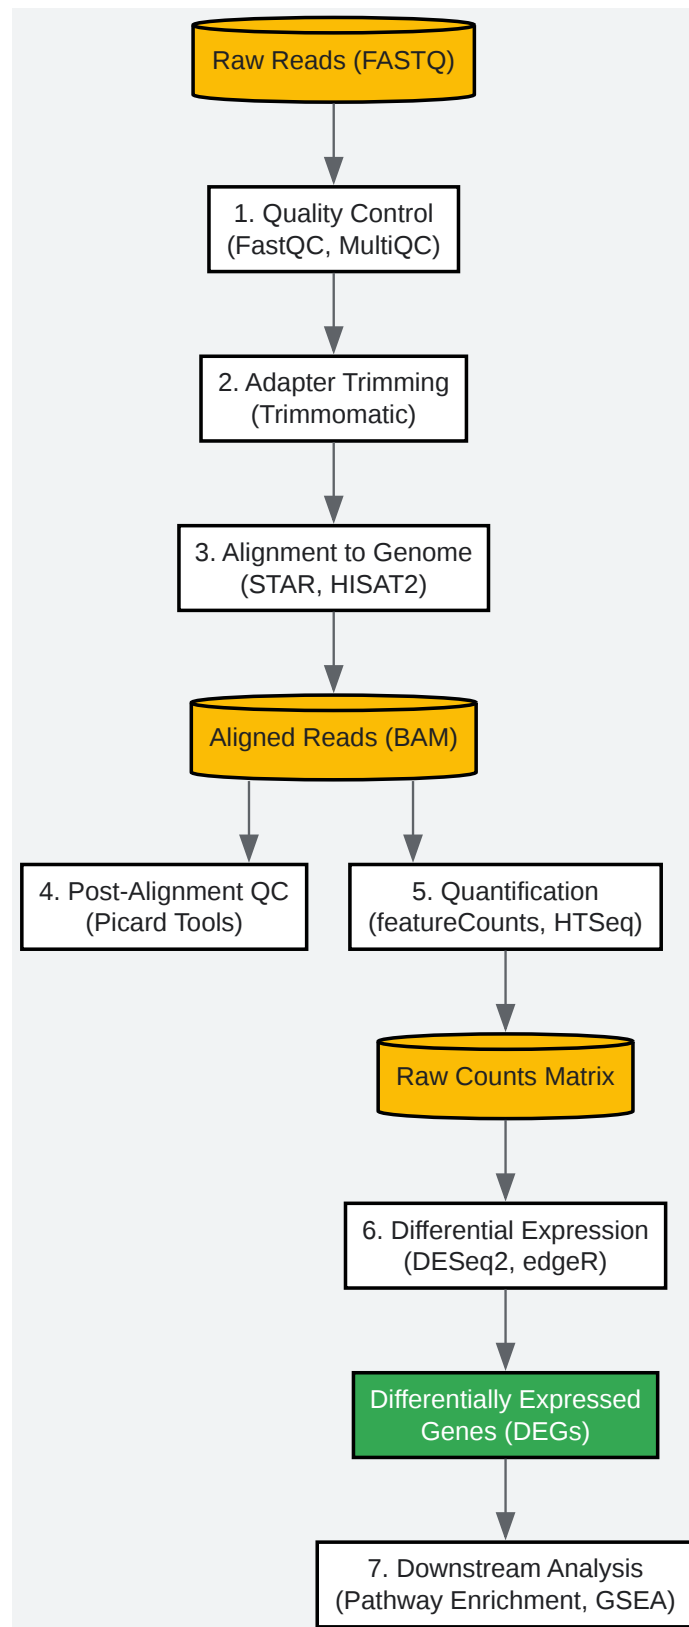 Raw Reads (FASTQ)
1. Quality Control
(FastQC, MultiQC)
2. Adapter Trimming
(Trimmomatic)
3. Alignment to Genome
(STAR, HISAT2)
Aligned Reads (BAM)
4. Post-Alignment QC
(Picard Tools)
5. Quantification
(featureCounts, HTSeq)
Raw Counts Matrix
6. Differential Expression
(DESeq2, edgeR)
Differentially Expressed
Genes (DEGs)
7. Downstream Analysis
(Pathway Enrichment, GSEA)